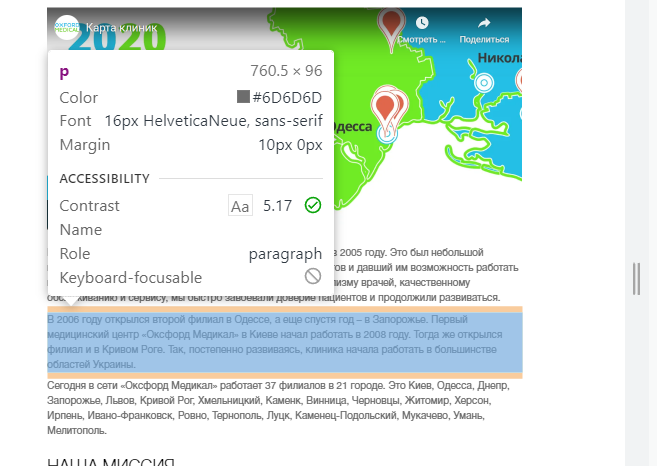 OXFORD
MEDICAL
Карта клиник
2020
Смотреть ...
Поделиться
Никола
Одесса
p 760.5 × 96
Color #6D6D6D
Font 16px HelveticaNeue, sans-serif
Margin 10px 0px
ACCESSIBILITY
Contrast Aa 5.17
Name
Role paragraph
Keyboard-focusable
в 2005 году. Это был небольшой
и давший им возможность работать
лизму врачей, качественному
обслуживанию и сервису, мы быстро завоевали доверие пациентов и продолжили развиваться.
В 2006 году открылся второй филиал в Одессе, а еще спустя год – в Запорожье. Первый
медицинский центр «Оксфорд Медикал» в Киеве начал работать в 2008 году. Тогда же открылся
филиал и в Кривом Роге. Так, постепенно развиваясь, клиника начала работать в большинстве
областей Украины.
Сегодня в сети «Оксфорд Медикал» работает 37 филиалов в 21 городе. Это Киев, Одесса, Днепр,
Запорожье, Львов, Кривой Рог, Хмельницкий, Каменк, Винница, Черновцы, Житомир, Херсон,
Ирпень, Ивано-Франковск, Ровно, Тернополь, Луцк, Каменец-Подольский, Мукачево, Умань,
Мелитополь.
НАША МИССИЯ